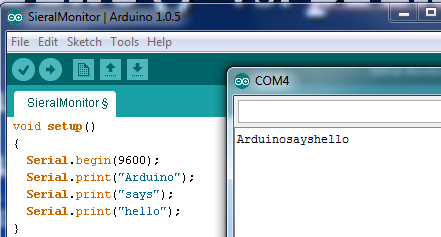 SieralMonitor | Arduino 1.0.5
File Edit Sketch Tools Help
SieralMonitor §
void setup()
{
Serial.begin(9600);
Serial.print("Arduino");
Serial.print("says");
Serial.print("hello");
}
COM4
Arduinosayshello